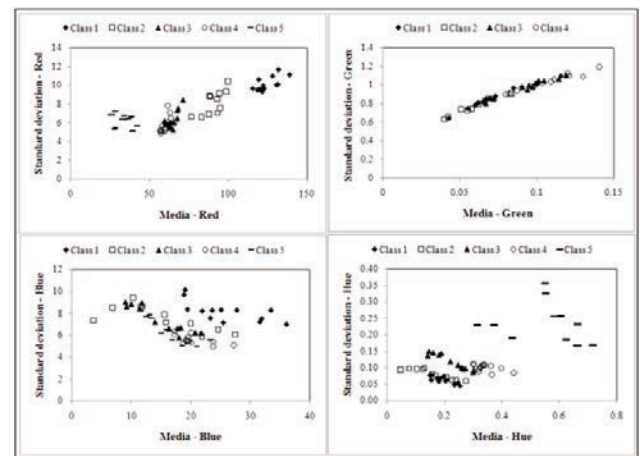 Class 1 Class 2 Class 3 Class 4 Class 5
Standard deviation - Red
14
12
10
8
6
4
2
0
0 50 100 150
Media - Red
Class 1 Class 2 Class 3 Class 4
Standard deviation - Green
1.4
1.2
1
0.8
0.6
0.4
0.2
0
0 0.05 0.1 0.15
Media - Green
Class 1 Class 2 Class 3 Class 4 Class 5
Standard deviation - Blue
12
10
8
6
4
2
0
0 10 20 30 40
Media - Blue
Class 1 Class 2 Class 3 Class 4 Class 5
Standard deviation - Hue
0.40
0.35
0.30
0.25
0.20
0.15
0.10
0.05
0.00
0 0.2 0.4 0.6 0.8
Media - Hue